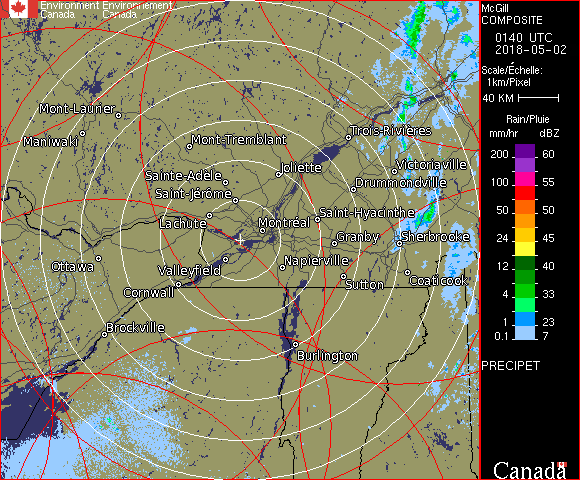 Environment Environnement
Canada Canada
Mont-Laurier
Trois-Rivières
Maniwaki
Mont-Tremblant
Joliette
Victoriaville
Sainte-Adèle
Drummondville
Saint-Jérôme
Saint-Hyacinthe
Lachute
Montréal
Granby
Sherbrooke
Ottawa
Valleyfield
Napierville
Cornwall
Sutton
Coaticook
Brockville
Burlington
McGill
COMPOSITE
0140 UTC
2018-05-02
Scale/Échelle:
1km/Pixel
40 KM
Rain/Pluie
mm/hr dBZ
200 60
55
100 55
50 50
24 45
12 40
4 33
1 23
0.1 7
PRECIPET
Canada